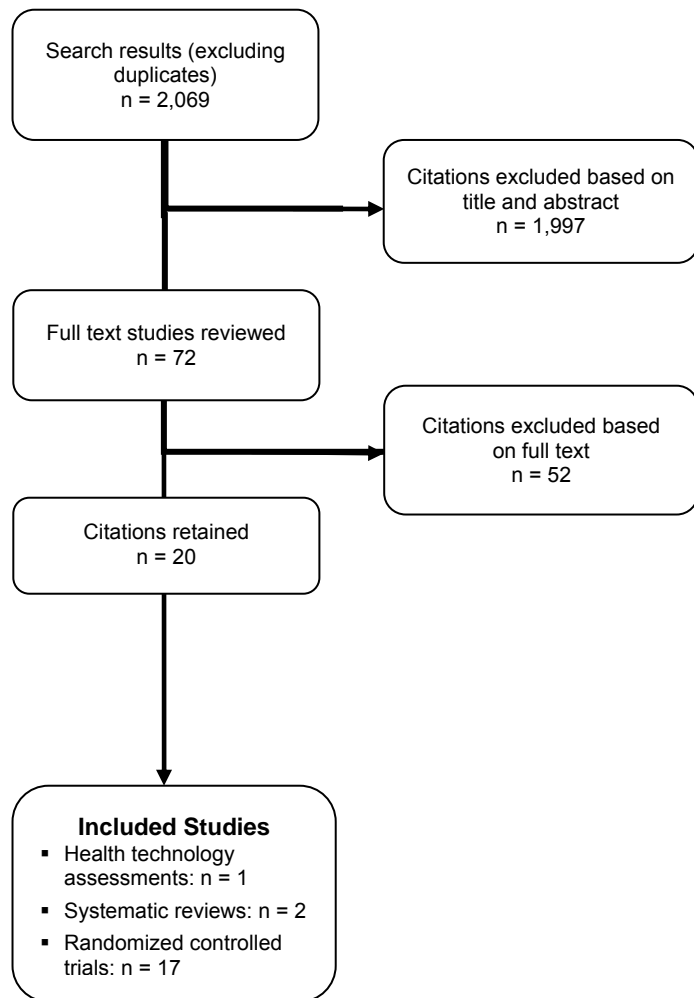 Search results (excluding
duplicates)
n = 2,069
Citations excluded based on
title and abstract
n = 1,997
Full text studies reviewed
n = 72
Citations excluded based
on full text
n = 52
Citations retained
n = 20
Included Studies
▪ Health technology
assessments: n = 1
▪ Systematic reviews: n = 2
▪ Randomized controlled
trials: n = 17